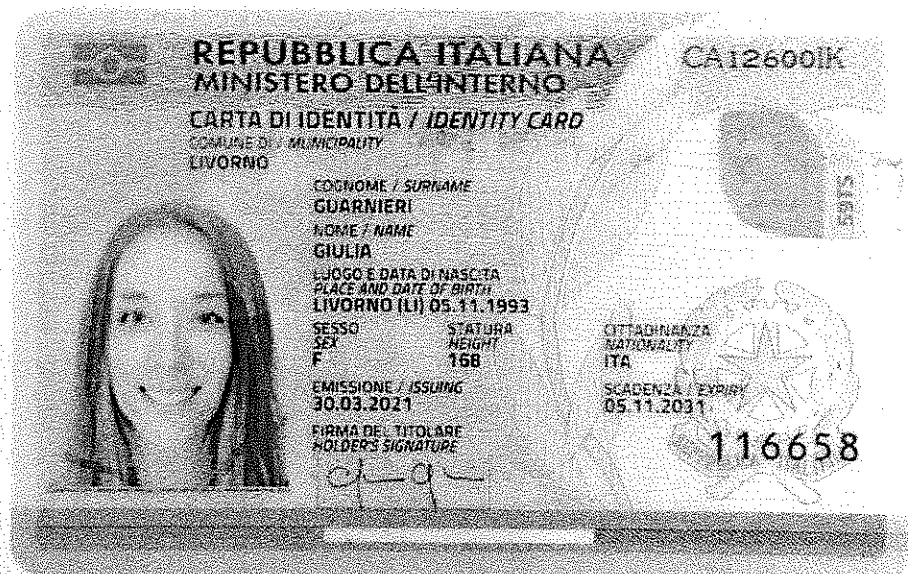 REPUBBLICA ITALIANA
CA12600IK
MINISTERO DELL'INTERNO
CARTA DI IDENTITÀ / IDENTITY CARD
COMUNE DI / MUNICIPALITY
LIVORNO
COGNOME / SURNAME
GUARNIERI
NOME / NAME
GIULIA
LUOGO E DATA DI NASCITA
PLACE AND DATE OF BIRTH
LIVORNO (LI) 05.11.1993
SESSO STATURA CITTADINANZA
SEX HEIGHT NATIONALITY
F 168 ITA
EMISSIONE / ISSUING SCADENZA / EXPIRY
30.03.2021 05.11.2031
FIRMA DEL TITOLARE
HOLDER'S SIGNATURE
116658